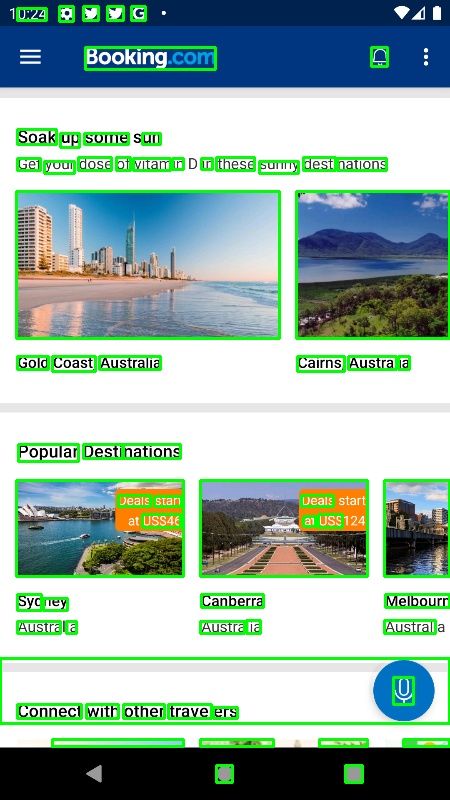 10:24
Booking.com
Soak up some sun
Get your dose of vitamin D in these sunny destinations
Gold Coast, Australia
Cairns, Australia
Popular Destinations
Deals start at US$46
Deals start at US$124
Sydney
Canberra
Melbourn
Australia
Australia
Australia
Connect with other travelers